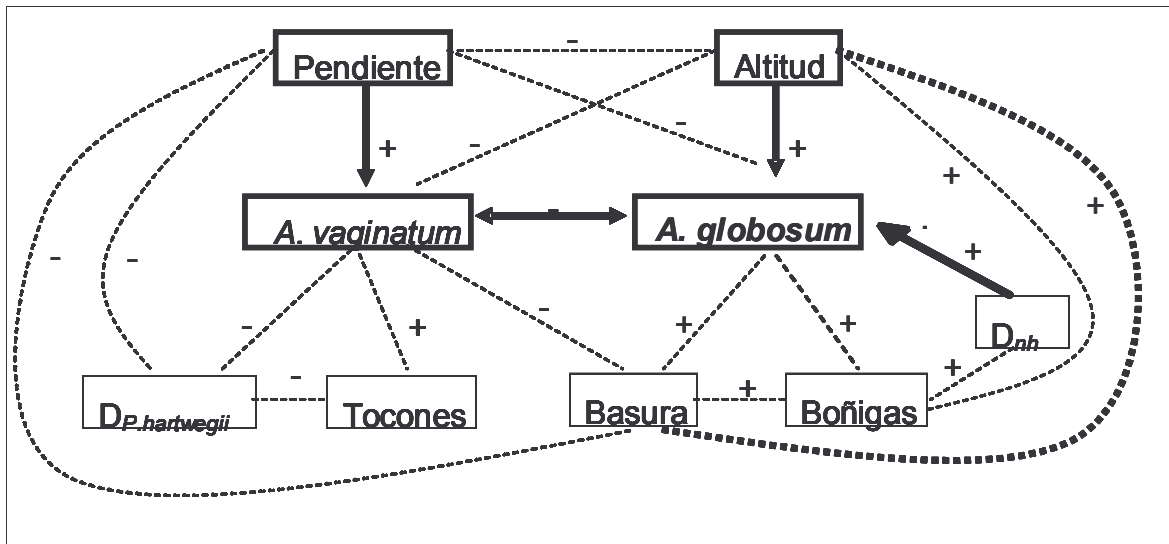 Pendiente
-
Altitud
+
-
-
+
+
+
A. vaginatum
-
A. globosum
.
+
-
-
Dnh
-
+
-
+
+
+
DP.hartwegii
-
Tocones
Basura
+
Boñigas